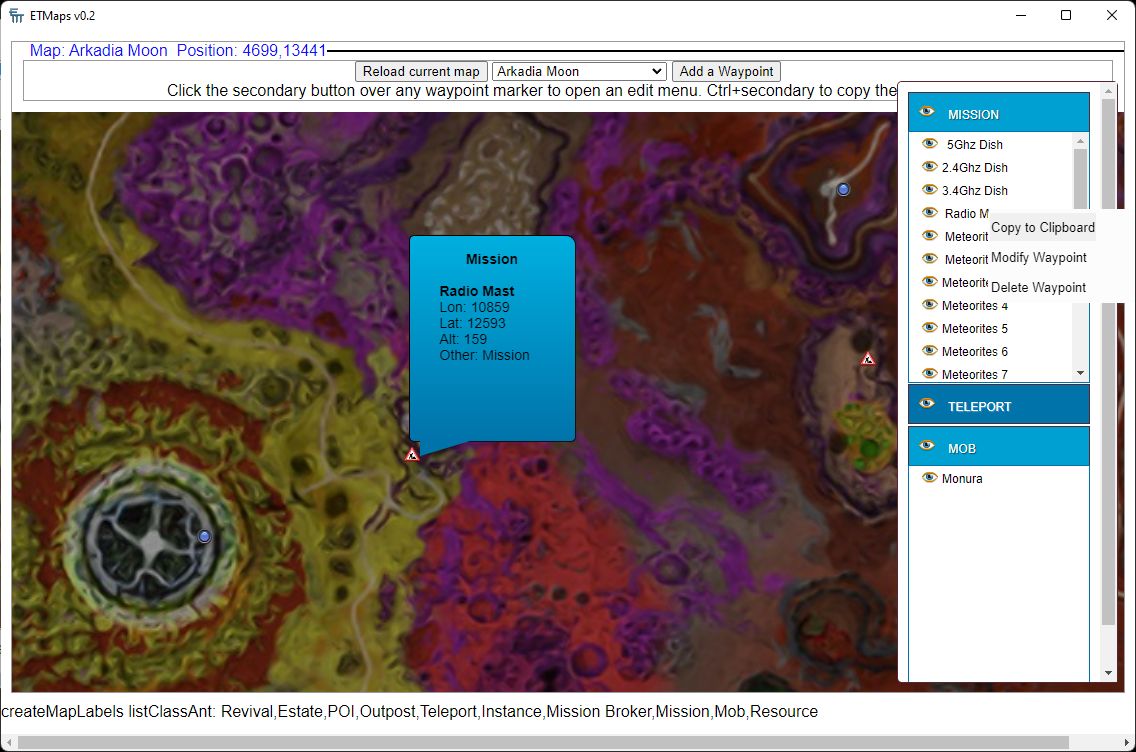 ETMaps v0.2
Map: Arkadia Moon Position: 4699,13441
Reload current map Arkadia Moon Add a Waypoint
Click the secondary button over any waypoint marker to open an edit menu. Ctrl+secondary to copy the
MISSION
5Ghz Dish
2.4Ghz Dish
3.4Ghz Dish
Radio M
Copy to Clipboard
Meteorit
Meteorit
Modify Waypoint
Meteorite
Delete Waypoint
Meteorites 4
Meteorites 5
Meteorites 6
Meteorites 7
TELEPORT
MOB
Monura
Mission
Radio Mast
Lon: 10859
Lat: 12593
Alt: 159
Other: Mission
createMapLabels listClassAnt: Revival,Estate,POI,Outpost,Teleport,Instance,Mission Broker,Mission,Mob,Resource